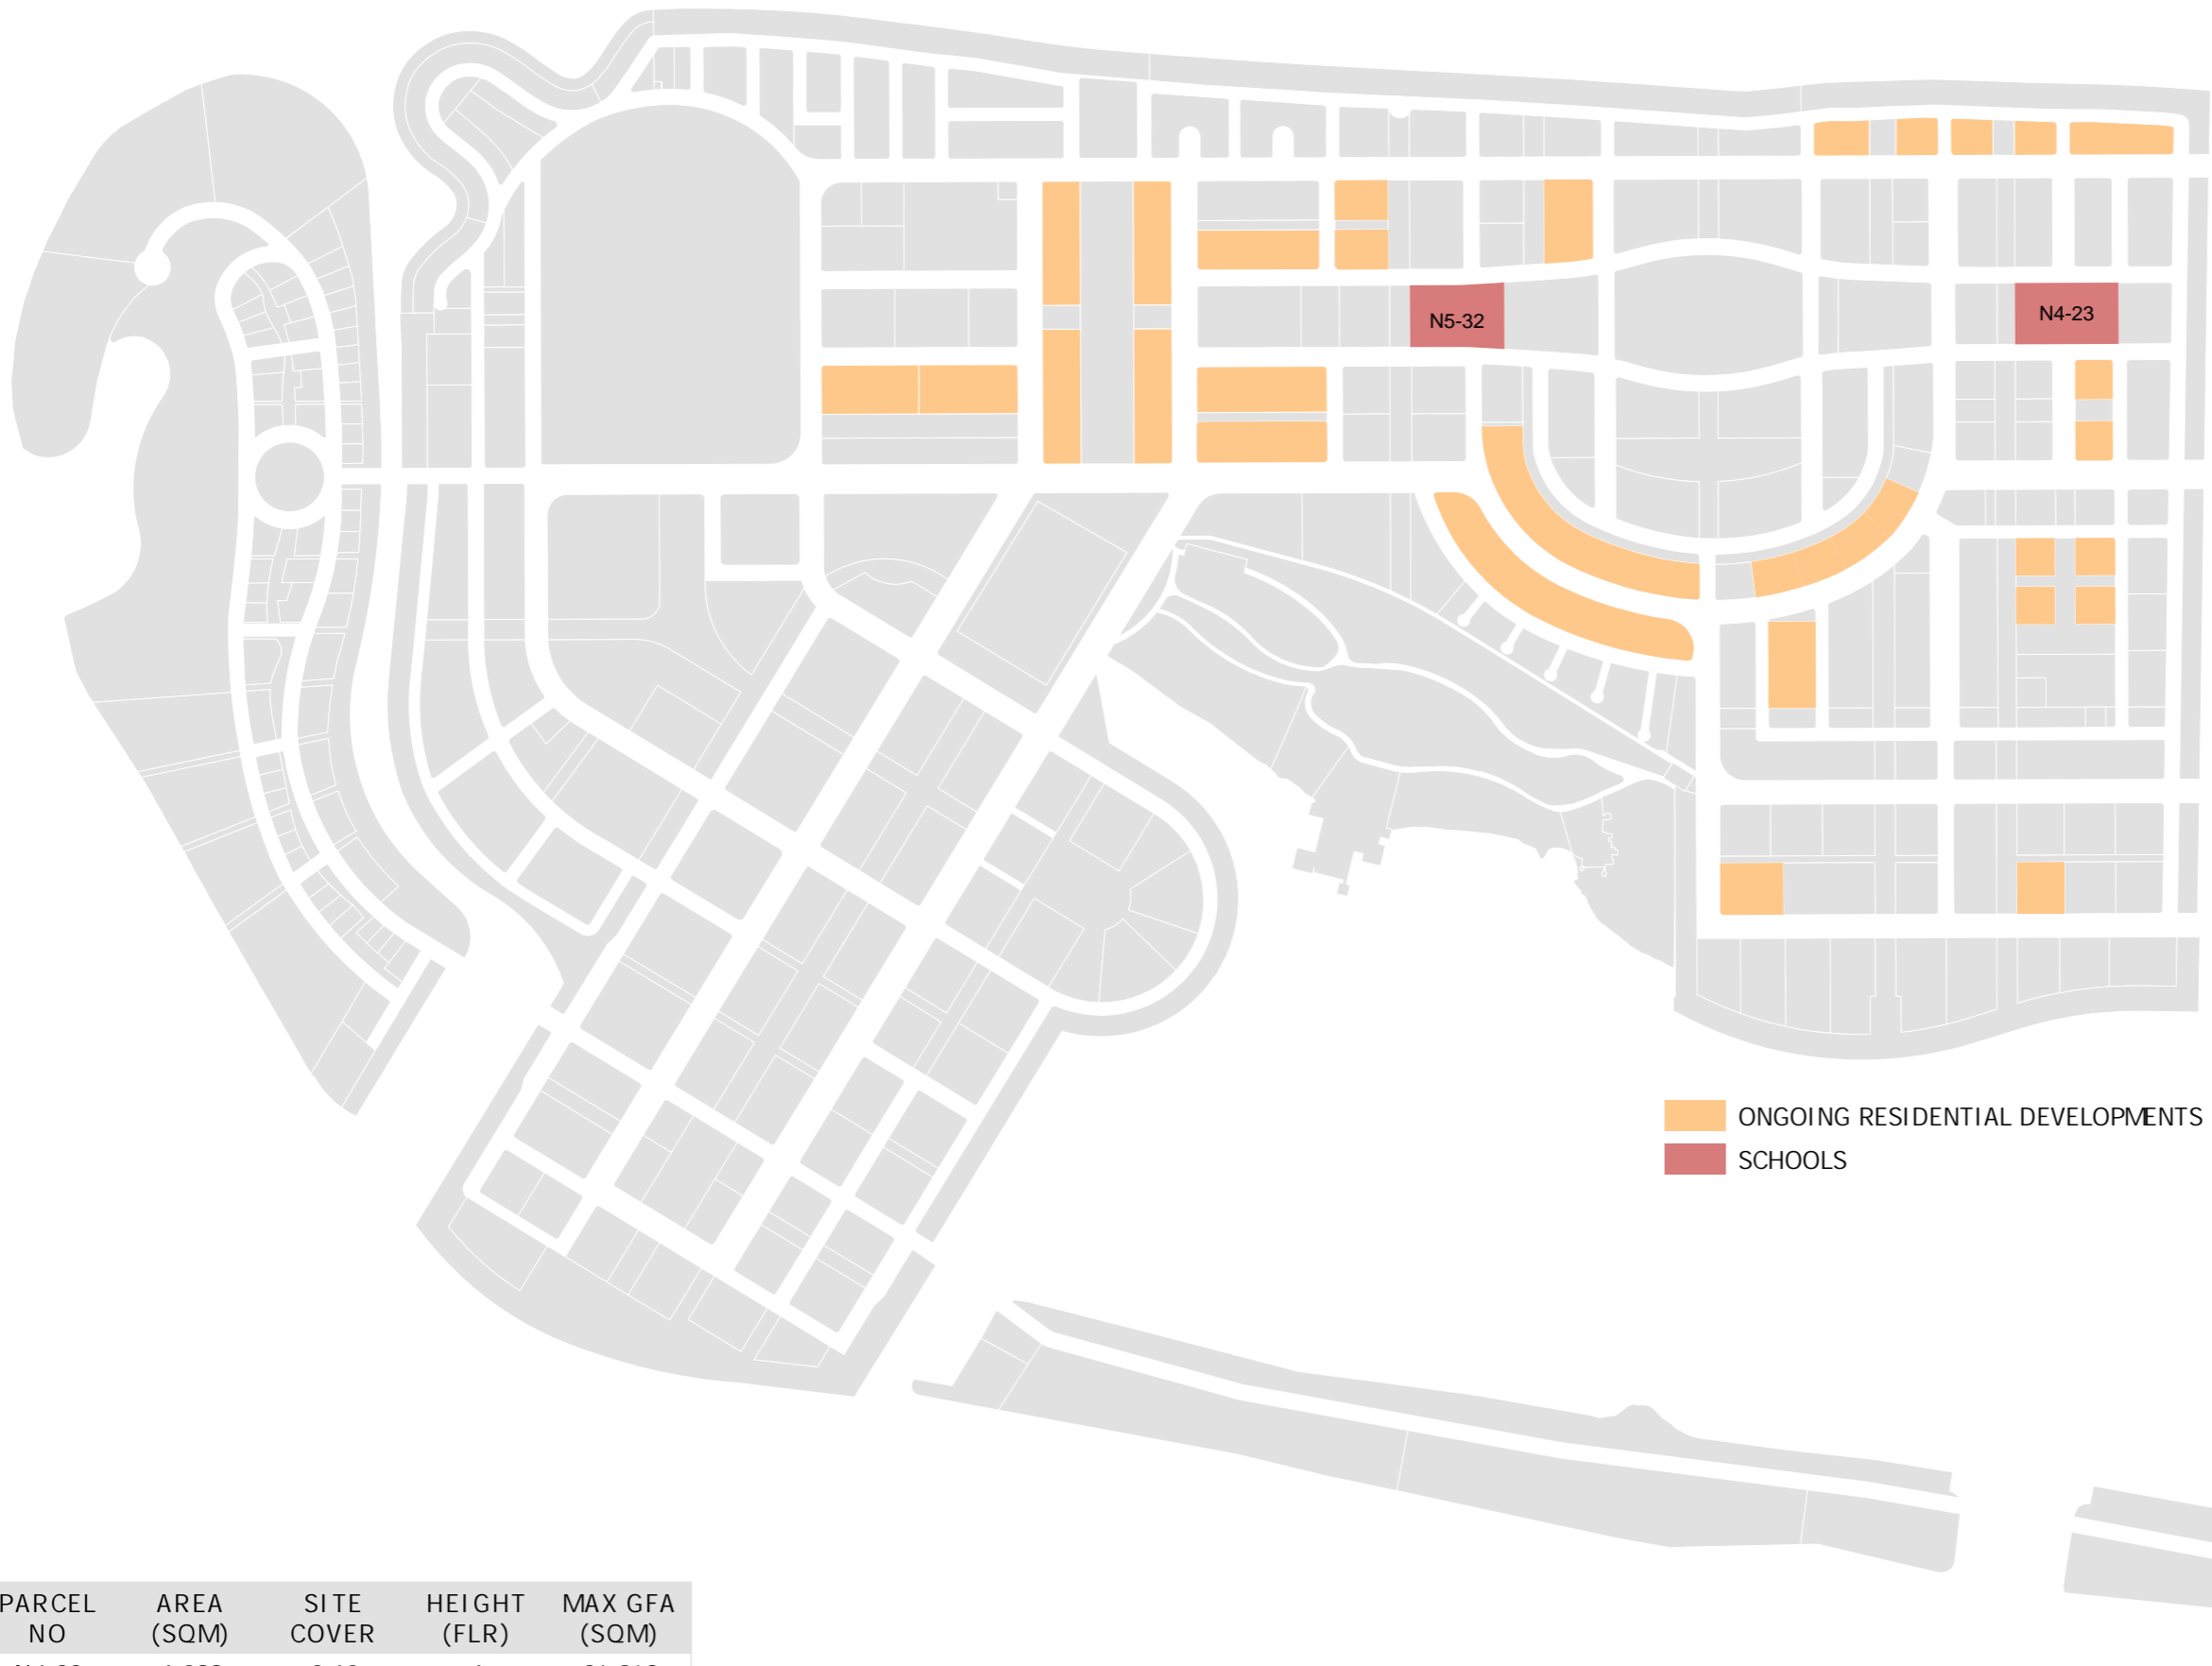 N5-32
N4-23
ONGOING RESIDENTIAL DEVELOPMENTS
SCHOOLS
PARCEL NO AREA (SQM) SITE COVER HEIGHT (FLR) MAX GFA (SQM)